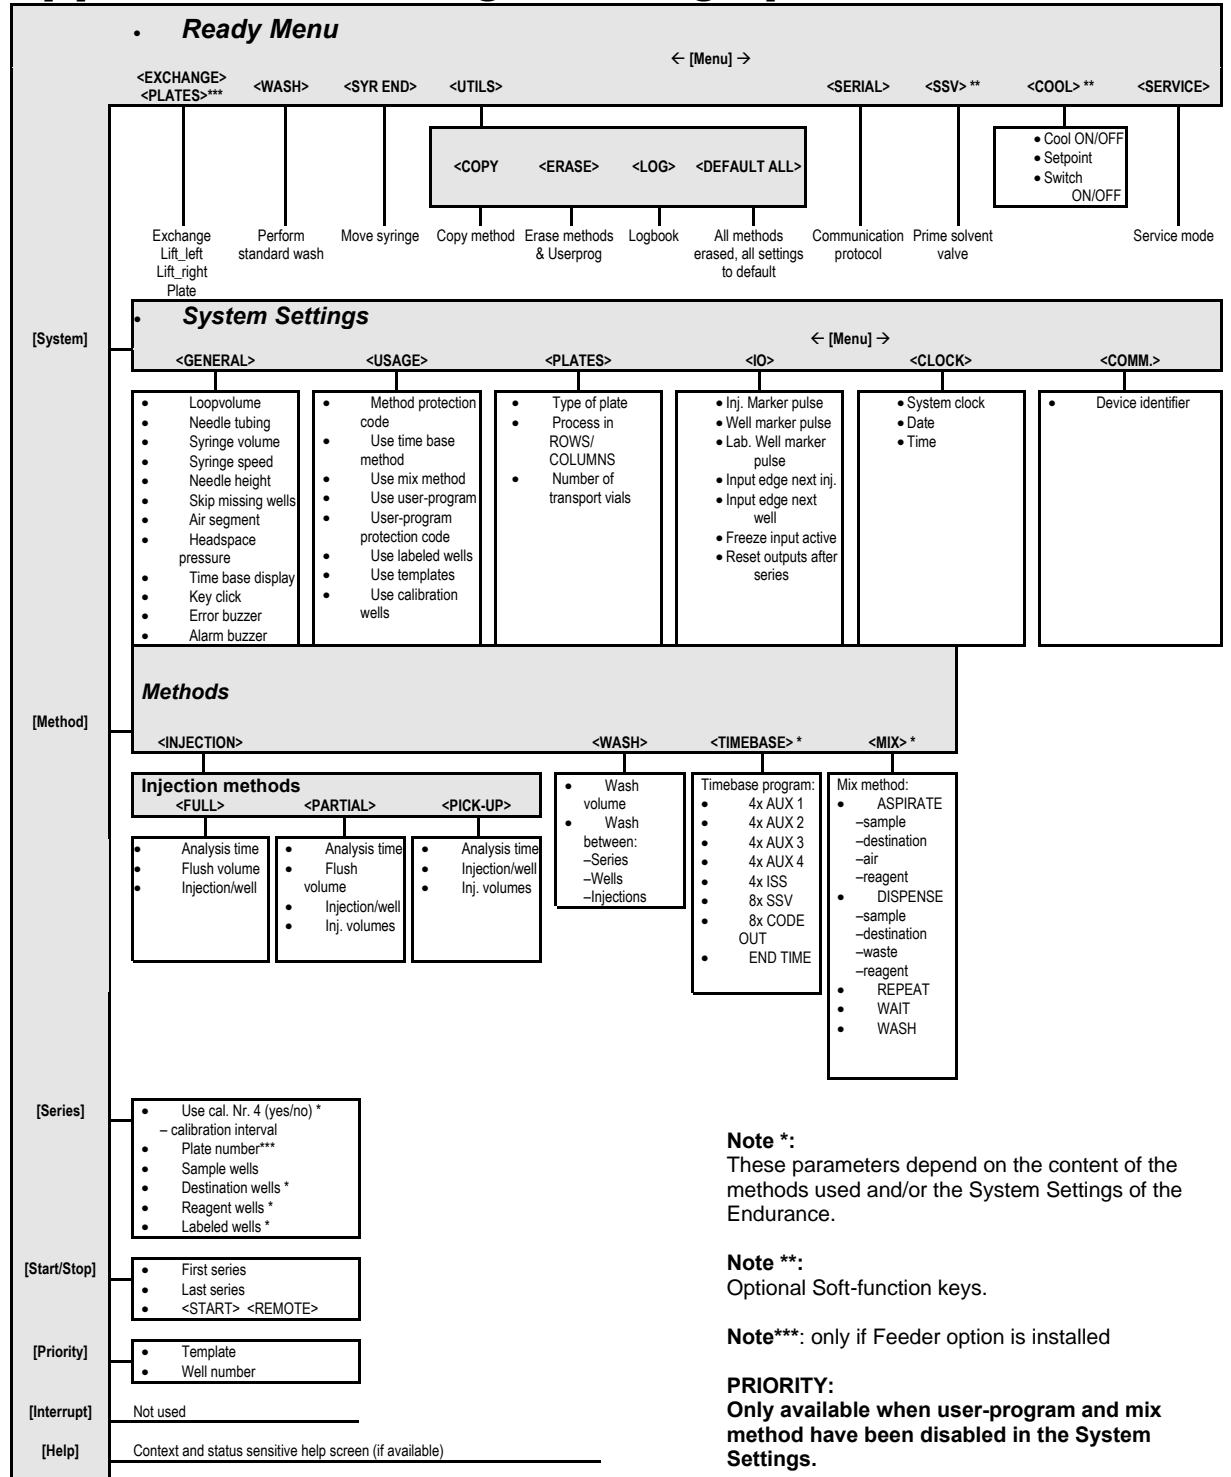 • Ready Menu
← [Menu] →
<EXCHANGE>
<PLATES>***
<WASH>
<SYR END>
<UTILS>
<SERIAL>
<SSV> **
<COOL> **
<SERVICE>
• Cool ON/OFF
• Setpoint
• Switch
ON/OFF
<COPY
<ERASE>
<LOG>
<DEFAULT ALL>
Exchange
Lift_left
Lift_right
Plate
Perform
standard wash
Move syringe
Copy method
Erase methods
& Userprog
Logbook
All methods
erased, all settings
to default
Communication
protocol
Prime solvent
valve
Service mode
[System]
• System Settings
← [Menu] →
<GENERAL>
<USAGE>
<PLATES>
<IO>
<CLOCK>
<COMM.>
• Loopvolume
• Needle tubing
• Syringe volume
• Syringe speed
• Needle height
• Skip missing wells
• Air segment
• Headspace
pressure
• Time base display
• Key click
• Error buzzer
• Alarm buzzer
• Method protection
code
• Use time base
method
• Use mix method
• Use user-program
• User-program
protection code
• Use labeled wells
• Use templates
• Use calibration
wells
• Type of plate
• Process in
ROWS/
COLUMNS
• Number of
transport vials
• Inj. Marker pulse
• Well marker pulse
• Lab. Well marker
pulse
• Input edge next inj.
• Input edge next
well
• Freeze input active
• Reset outputs after
series
• System clock
• Date
• Time
• Device identifier
[Method]
Methods
<INJECTION>
<WASH>
<TIMEBASE> *
<MIX> *
Injection methods
<FULL>
<PARTIAL>
<PICK-UP>
• Analysis time
• Flush volume
• Injection/well
• Analysis time
• Flush
volume
• Injection/well
• Inj. volumes
• Analysis time
• Injection/well
• Inj. volumes
• Wash
volume
• Wash
between:
–Series
–Wells
–Injections
Timebase program:
• 4x AUX 1
• 4x AUX 2
• 4x AUX 3
• 4x AUX 4
• 4x ISS
• 8x SSV
• 8x CODE
OUT
• END TIME
Mix method:
• ASPIRATE
–sample
–destination
–air
–reagent
• DISPENSE
–sample
–destination
–waste
–reagent
• REPEAT
• WAIT
• WASH
[Series]
• Use cal. Nr. 4 (yes/no) *
– calibration interval
• Plate number***
• Sample wells
• Destination wells *
• Reagent wells *
• Labeled wells *
[Start/Stop]
• First series
• Last series
• <START> <REMOTE>
[Priority]
• Template
• Well number
[Interrupt]
Not used
[Help]
Context and status sensitive help screen (if available)
Note *:
These parameters depend on the content of the
methods used and/or the System Settings of the
Endurance.
Note **:
Optional Soft-function keys.
Note***: only if Feeder option is installed
PRIORITY:
Only available when user-program and mix
method have been disabled in the System
Settings.